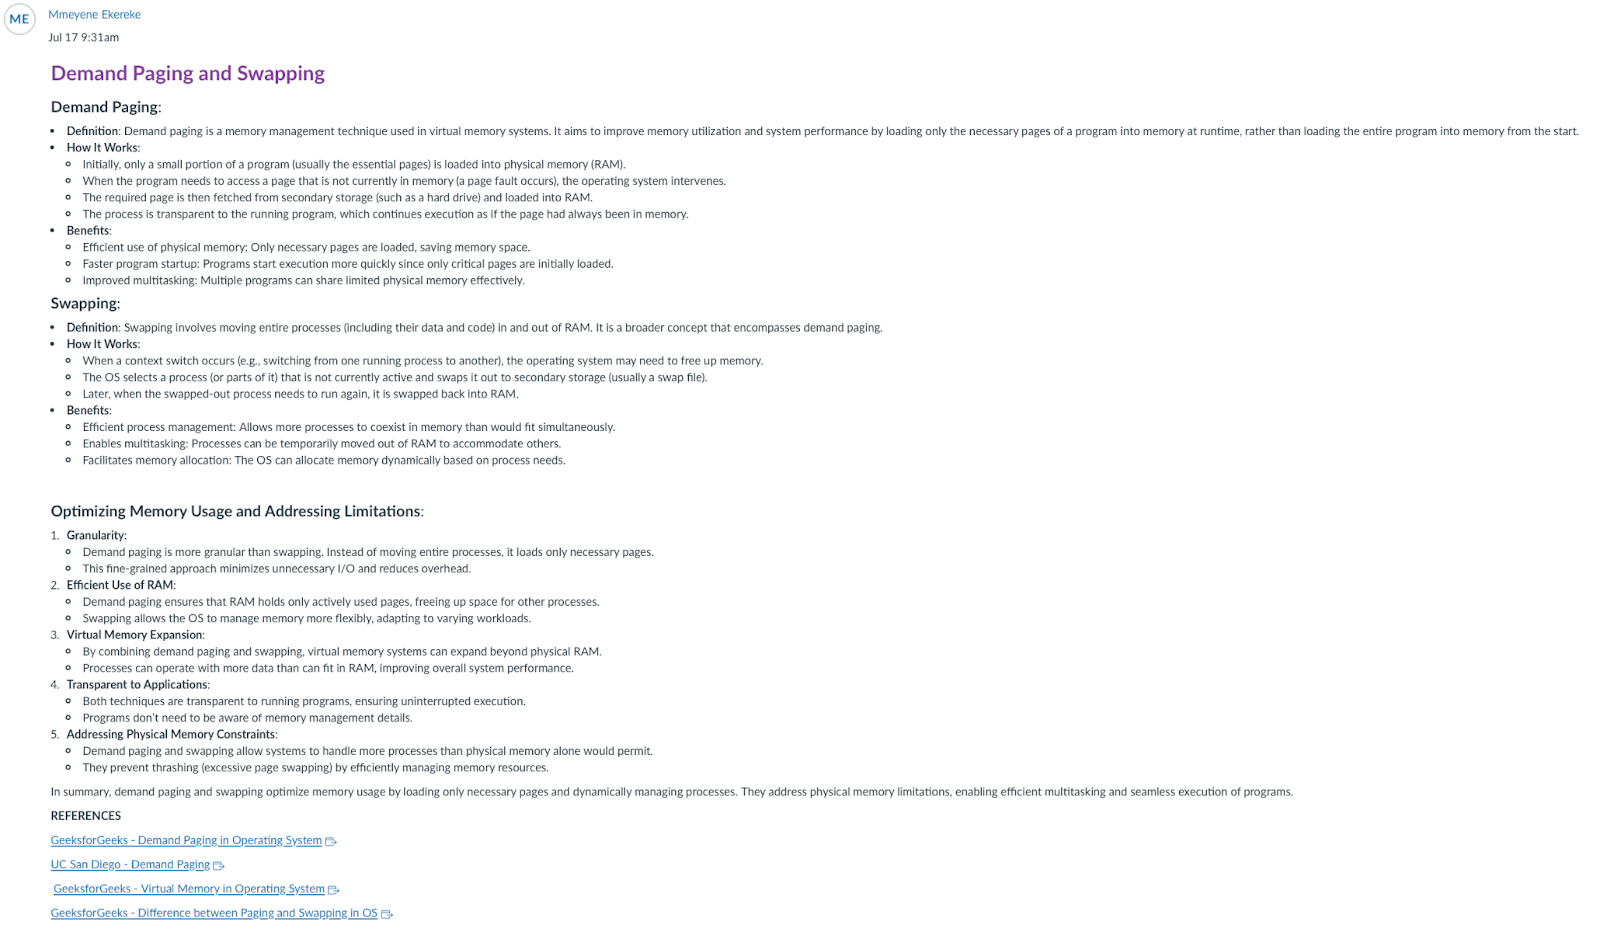 ME
Mmeyene Ekereke
Jul 17 9:31am
Demand Paging and Swapping
Demand Paging:
• Definition: Demand paging is a memory management technique used in virtual memory systems. It aims to improve memory utilization and system performance by loading only the necessary pages of a program into memory at runtime, rather than loading the entire program into memory from the start.
• How It Works:
Initially, only a small portion of a program (usually the essential pages) is loaded into physical memory (RAM).
When the program needs to access a page that is not currently in memory (a page fault occurs), the operating system intervenes.
The required page is then fetched from secondary storage (such as a hard drive) and loaded into RAM.
The process is transparent to the running program, which continues execution as if the page had always been in memory.
• Benefits:
Efficient use of physical memory: Only necessary pages are loaded, saving memory space.
Faster program startup: Programs start execution more quickly since only critical pages are initially loaded.
Improved multitasking: Multiple programs can share limited physical memory effectively.
Swapping:
• Definition: Swapping involves moving entire processes (including their data and code) in and out of RAM. It is a broader concept that encompasses demand paging.
• How It Works:
When a context switch occurs (e.g., switching from one running process to another), the operating system may need to free up memory.
The OS selects a process (or parts of it) that is not currently active and swaps it out to secondary storage (usually a swap file).
Later, when the swapped-out process needs to run again, it is swapped back into RAM.
• Benefits:
Efficient process management: Allows more processes to coexist in memory than would fit simultaneously.
Enables multitasking: Processes can be temporarily moved out of RAM to accommodate others.
Facilitates memory allocation: The OS can allocate memory dynamically based on process needs.
Optimizing Memory Usage and Addressing Limitations:
1. Granularity:
Demand paging is more granular than swapping. Instead of moving entire processes, it loads only necessary pages.
This fine-grained approach minimizes unnecessary I/O and reduces overhead.
2. Efficient Use of RAM:
Demand paging ensures that RAM holds only actively used pages, freeing up space for other processes.
Swapping allows the OS to manage memory more flexibly, adapting to varying workloads.
3. Virtual Memory Expansion:
By combining demand paging and swapping, virtual memory systems can expand beyond physical RAM.
Processes can operate with more data than can fit in RAM, improving overall system performance.
4. Transparent to Applications:
Both techniques are transparent to running programs, ensuring uninterrupted execution.
Programs don't need to be aware of memory management details.
5. Addressing Physical Memory Constraints:
Demand paging and swapping allow systems to handle more processes than physical memory alone would permit.
They prevent thrashing (excessive page swapping) by efficiently managing memory resources.
In summary, demand paging and swapping optimize memory usage by loading only necessary pages and dynamically managing processes. They address physical memory limitations, enabling efficient multitasking and seamless execution of programs.
REFERENCES
GeeksforGeeks - Demand Paging in Operating System
UC San Diego - Demand Paging
GeeksforGeeks - Virtual Memory in Operating System
GeeksforGeeks - Difference between Paging and Swapping in OS